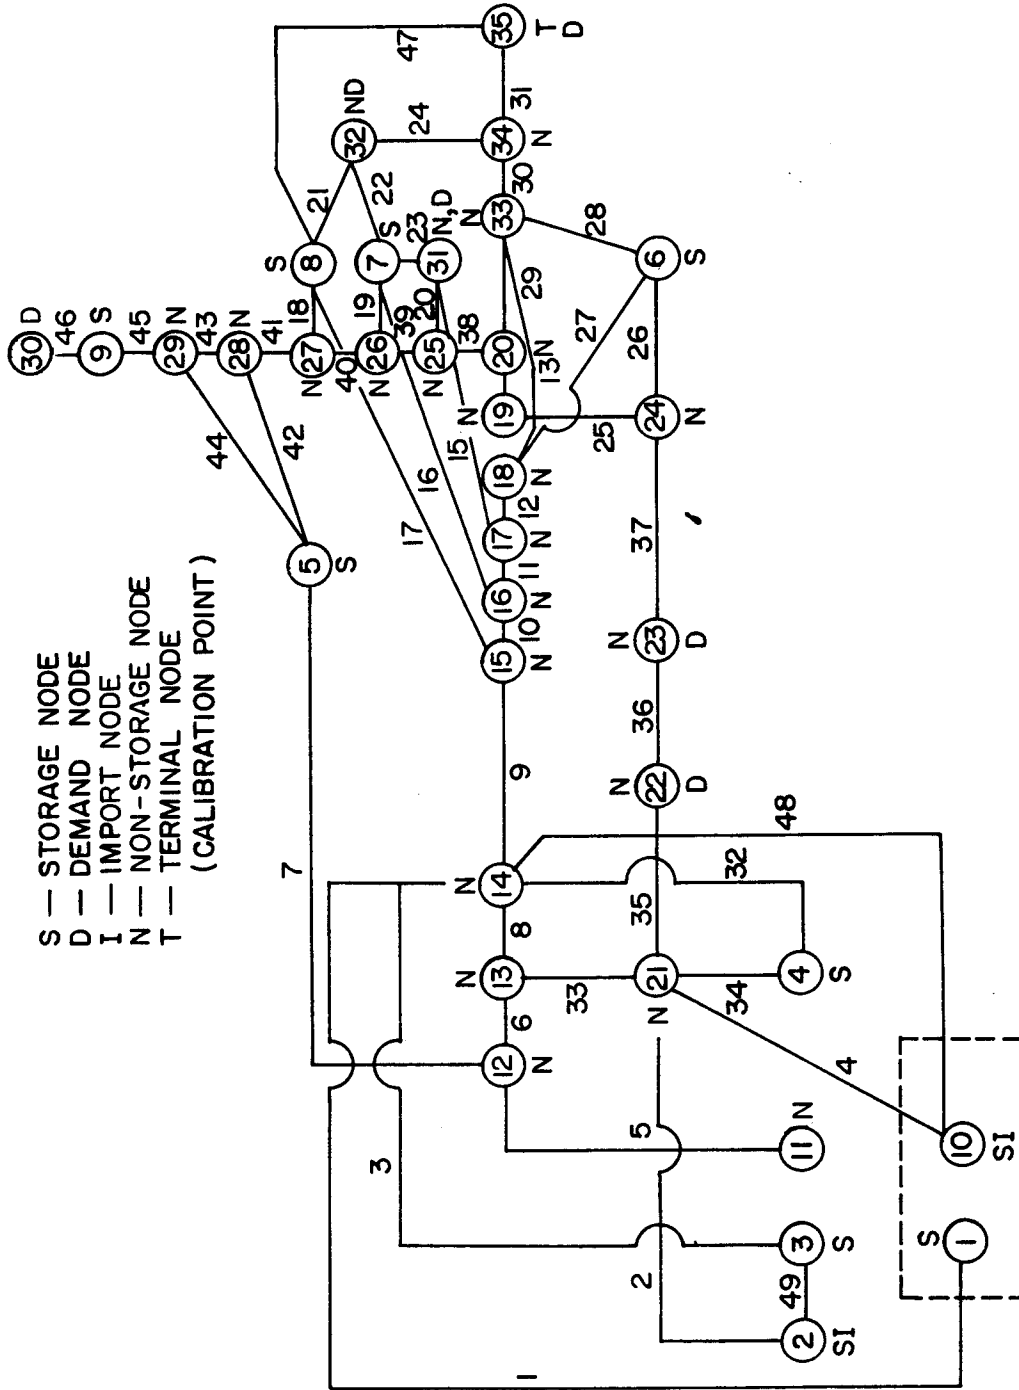 S — STORAGE NODE
D — DEMAND NODE
I — IMPORT NODE
N — NON-STORAGE NODE
T — TERMINAL NODE
(CALIBRATION POINT)
30 D
46
9 S
45
29 N
43
28 N
41
44
42
5
S
7
27
N
18
8
S
40
26
N
19
7
S
39
25
N
20
31
N,D
23
21
22
32 ND
24
47
35
T
D
31
34
N
30
33
N
28
29
38
20
N
13
19
N
27
6
S
26
24
N
25
18
N
12
17
N
11
16
N
10
15
N
15
16
17
9
37
23
N
D
36
22
N
D
35
48
32
14
N
8
13
N
6
12
N
33
21
N
34
4
S
4
5
11 N
3
3
S
2
49
2
SI
1
1
S
10
SI